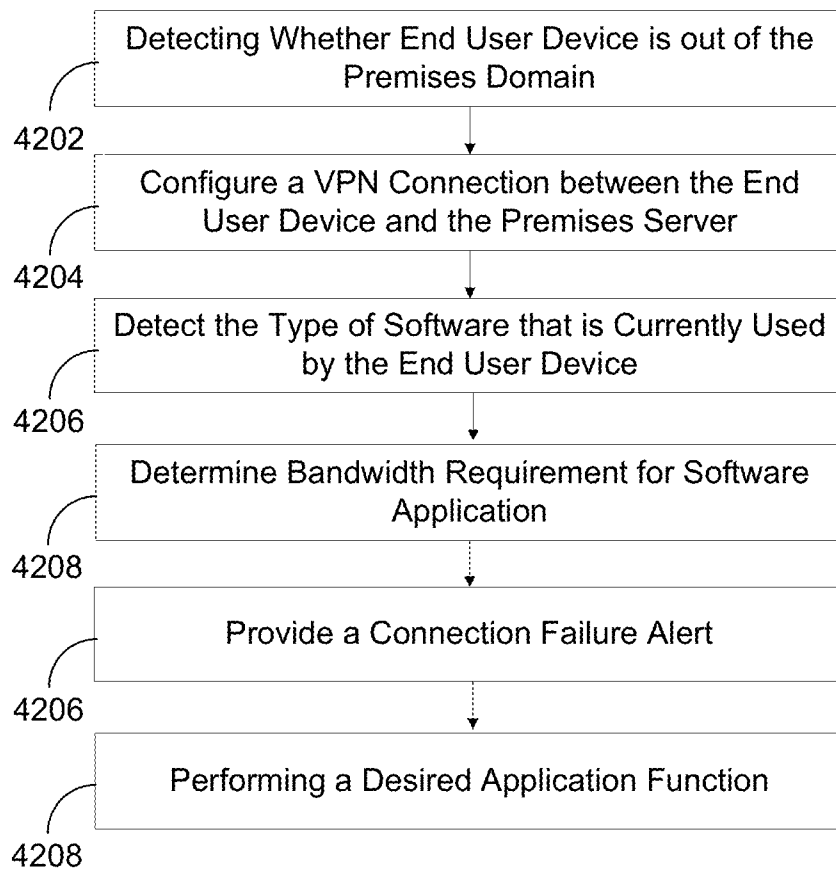 Detecting Whether End User Device is out of the
Premises Domain
4202
Configure a VPN Connection between the End
User Device and the Premises Server
4204
Detect the Type of Software that is Currently Used
by the End User Device
4206
Determine Bandwidth Requirement for Software
Application
4208
Provide a Connection Failure Alert
4206
Performing a Desired Application Function
4208